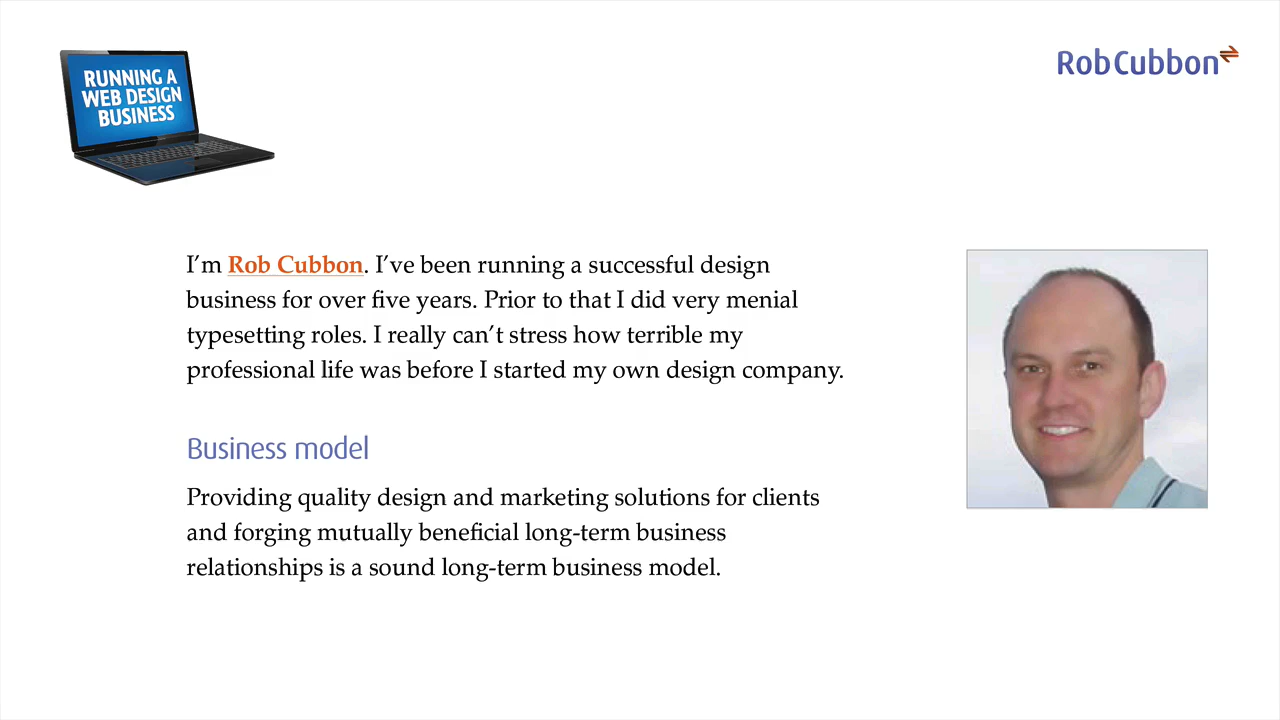 RUNNING A
WEB DESIGN
BUSINESS
RobCubbon
I’m Rob Cubbon. I’ve been running a successful design
business for over five years. Prior to that I did very menial
typesetting roles. I really can’t stress how terrible my
professional life was before I started my own design company.
Business model
Providing quality design and marketing solutions for clients
and forging mutually beneficial long-term business
relationships is a sound long-term business model.